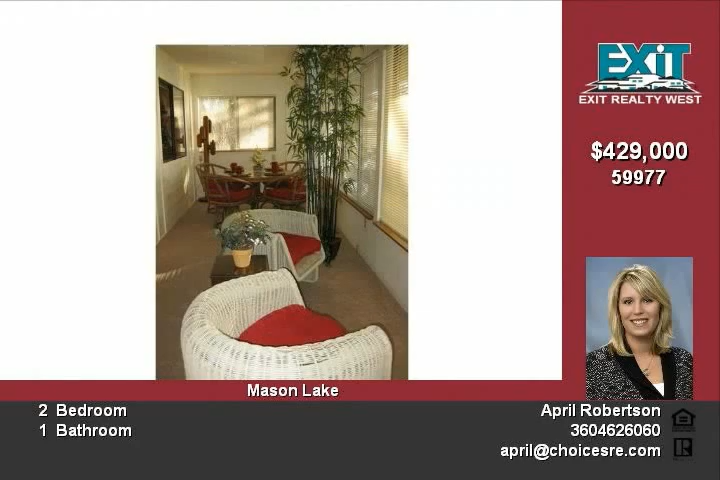 EXIT
EXIT REALTY WEST
$429,000
59977
Mason Lake
2 Bedroom
1 Bathroom
April Robertson
3604626060
april@choicesre.com